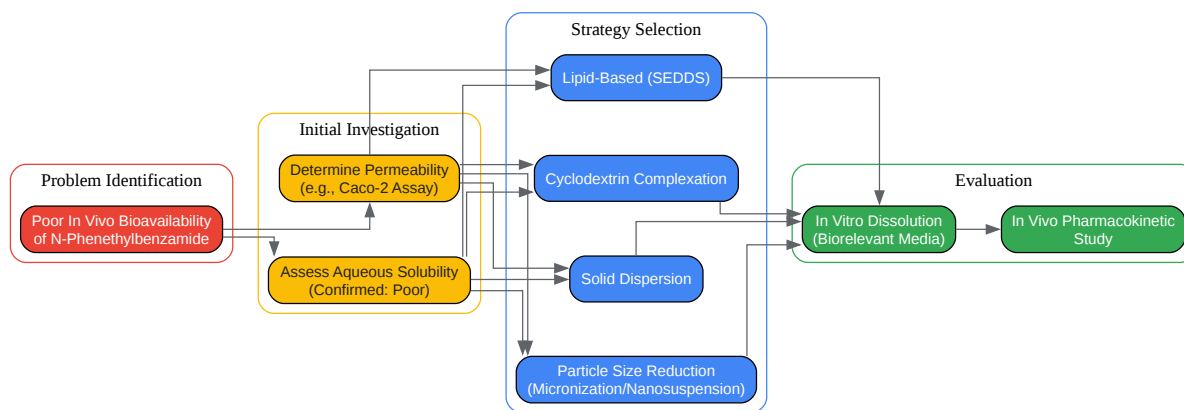 Problem Identification
Poor In Vivo Bioavailability
of N-Phenethylbenzamide
Initial Investigation
Determine Permeability
(e.g., Caco-2 Assay)
Assess Aqueous Solubility
(Confirmed: Poor)
Strategy Selection
Lipid-Based (SEDDS)
Cyclodextrin Complexation
Solid Dispersion
Particle Size Reduction
(Micronization/Nanosuspension)
Evaluation
In Vitro Dissolution
(Biorelevant Media)
In Vivo Pharmacokinetic
Study